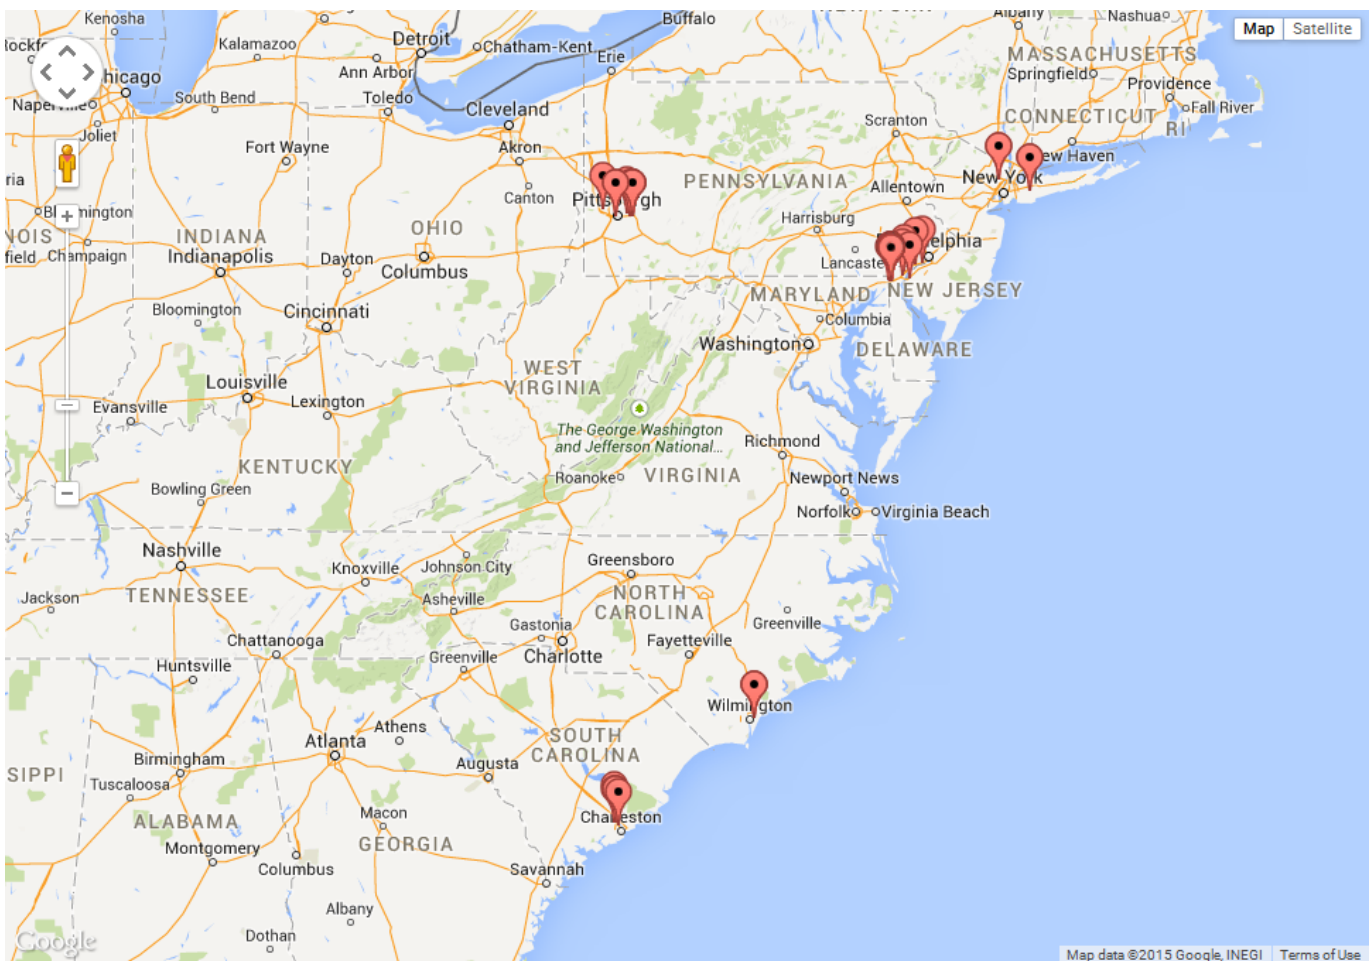 Kenosha
Buffalo
Albany
Nashua
Map
Satellite
Detroit
Chatham-Kent
Kalamazoo
Erie
MASSACHUSETTS
Ann Arbor
Springfield
Providence
Toledo
South Bend
Cleveland
Fall River
CONNECTICUT
RI
Scranton
Joliet
Fort Wayne
Akron
PENNSYLVANIA
New York
Allentown
Canton
Harrisburg
INDIANA
OHIO
Champaign
Indianapolis
Dayton
Columbus
MARYLAND
NEW JERSEY
Bloomington
Cincinnati
Columbia
Washington
DELAWARE
WEST
VIRGINIA
Louisville
Lexington
Evansville
The George Washington
and Jefferson National...
Richmond
KENTUCKY
Roanoke
VIRGINIA
Newport News
Bowling Green
Norfolk
Virginia Beach
Nashville
Greensboro
Knoxville
Johnson City
TENNESSEE
NORTH
CAROLINA
Jackson
Asheville
Greenville
Gastonia
Chattanooga
Fayetteville
Charlotte
Greenville
Huntsville
Wilmington
Athens
Atlanta
SOUTH
CAROLINA
Birmingham
Augusta
SIPPI
Tuscaloosa
Macon
Charleston
ALABAMA
GEORGIA
Montgomery
Columbus
Savannah
Albany
Dothan
Google
Map data ©2015 Google, INEGI
Terms of Use